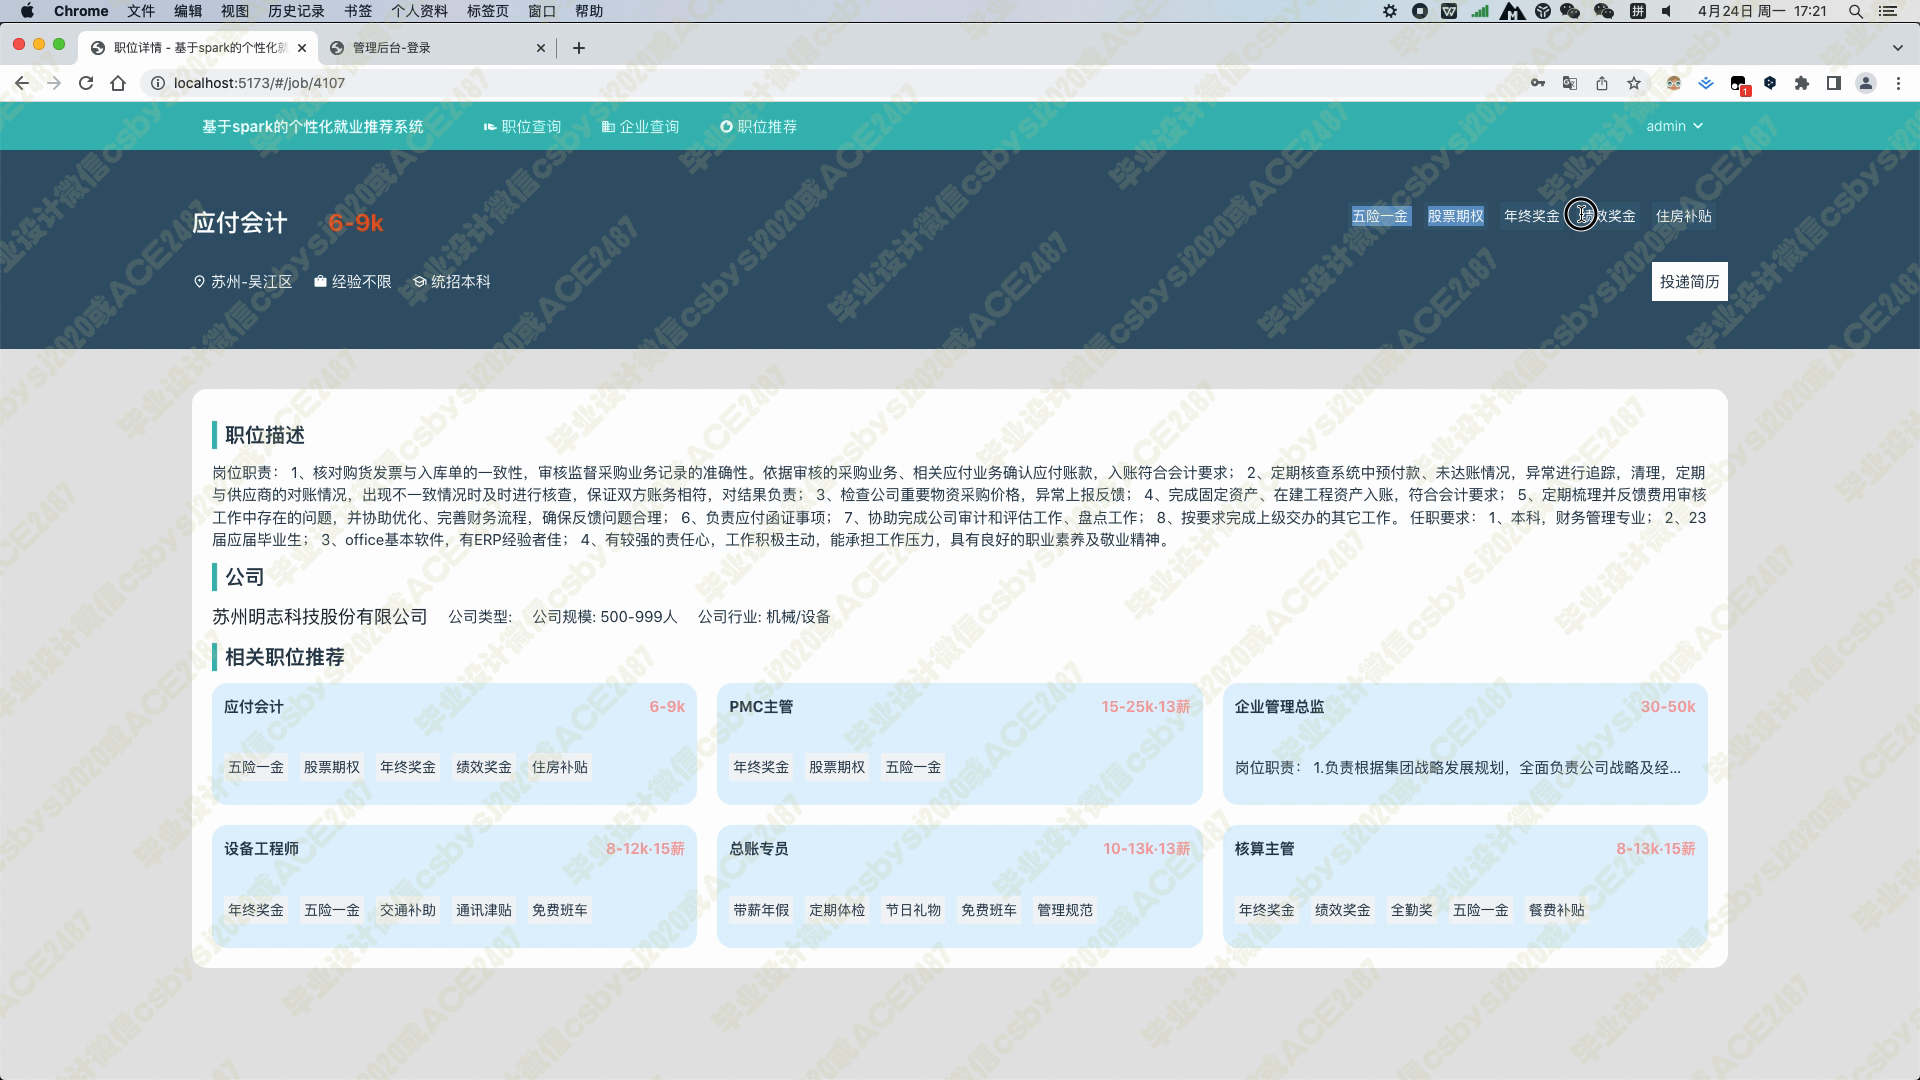 Chrome 文件 编辑 视图 历史记录 书签 个人资料 标签页 窗口 帮助 4月24日 周一 17:21
职位详情 - 基于spark的个性化就 管理后台-登录
localhost:5173/#/job/4107
基于spark的个性化就业推荐系统 职位查询 企业查询 职位推荐 admin
应付会计 6-9k 五险一金 股票期权 年终奖金 绩效奖金 住房补贴
苏州-吴江区 经验不限 统招本科 投递简历
职位描述
岗位职责： 1、核对购货发票与入库单的一致性，审核监督采购业务记录的准确性。依据审核的采购业务、相关应付业务确认应付账款，入账符合会计要求； 2、定期核查系统中预付款、未达账情况，异常进行追踪，清理，定期
与供应商的对账情况，出现不一致情况时及时进行核查，保证双方账务相符，对结果负责； 3、检查公司重要物资采购价格，异常上报反馈； 4、完成固定资产、在建工程资产入账，符合会计要求； 5、定期梳理并反馈费用审核
工作中存在的问题，并协助优化、完善财务流程，确保反馈问题合理； 6、负责应付函证事项； 7、协助完成公司审计和评估工作、盘点工作； 8、按要求完成上级交办的其它工作。 任职要求： 1、本科，财务管理专业； 2、23
届应届毕业生； 3、office基本软件，有ERP经验者佳； 4、有较强的责任心，工作积极主动，能承担工作压力，具有良好的职业素养及敬业精神。
公司
苏州明志科技股份有限公司 公司类型: 公司规模: 500-999人 公司行业: 机械/设备
相关职位推荐
应付会计 6-9k
五险一金 股票期权 年终奖金 绩效奖金 住房补贴
PMC主管 15-25k·13薪
年终奖金 股票期权 五险一金
企业管理总监 30-50k
岗位职责： 1.负责根据集团战略发展规划，全面负责公司战略及经...
设备工程师 8-12k·15薪
年终奖金 五险一金 交通补助 通讯津贴 免费班车
总账专员 10-13k·13薪
带薪年假 定期体检 节日礼物 免费班车 管理规范
核算主管 8-13k·15薪
年终奖金 绩效奖金 全勤奖 五险一金 餐费补贴
毕业设计微信csbysj2020或ACE2487